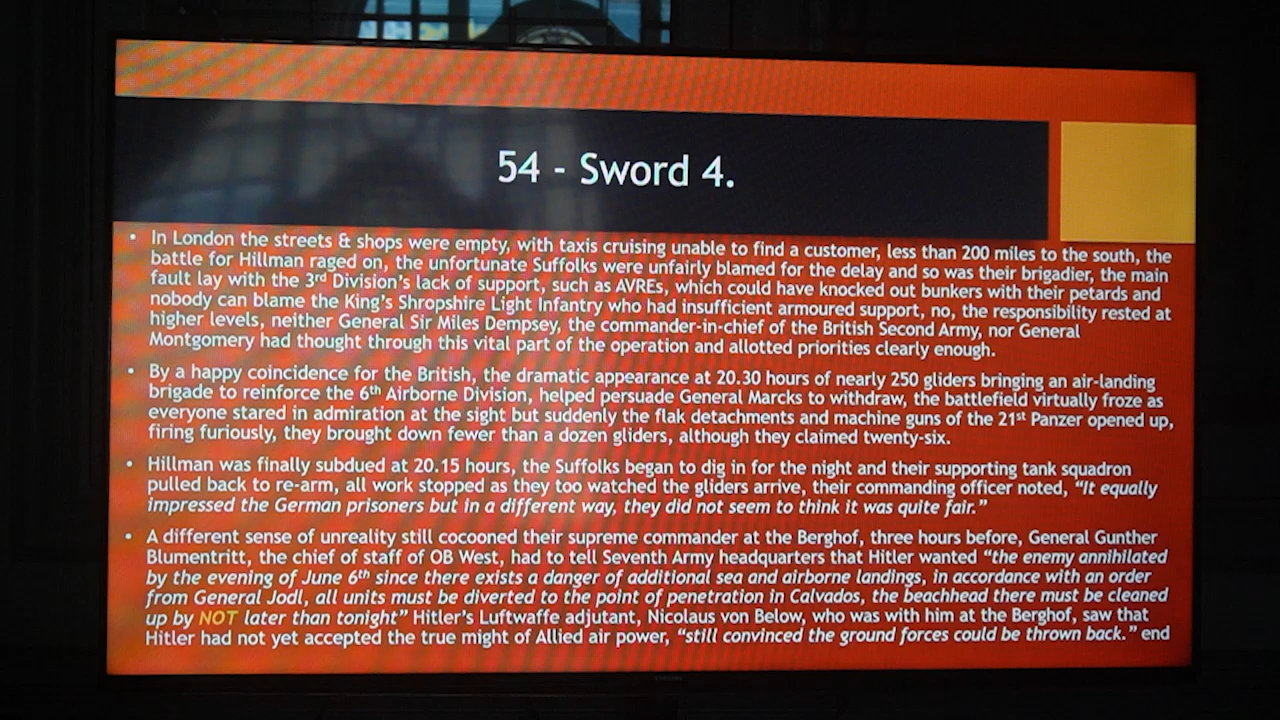 54 - Sword 4.
• In London the streets & shops were empty, with taxis cruising unable to find a customer, less than 200 miles to the south, the
battle for Hillman raged on, the unfortunate Suffolks were unfairly blamed for the delay and so was their brigadier, the main
fault lay with the 3rd Division's lack of support, such as AVREs, which could have knocked out bunkers with their petards and
nobody can blame the King's Shropshire Light Infantry who had insufficient armoured support, no, the responsibility rested at
higher levels, neither General Sir Miles Dempsey, the commander-in-chief of the British Second Army, nor General
Montgomery had thought through this vital part of the operation and allotted priorities clearly enough.
• By a happy coincidence for the British, the dramatic appearance at 20.30 hours of nearly 250 gliders bringing an air-landing
brigade to reinforce the 6th Airborne Division, helped persuade General Marcks to withdraw, the battlefield virtually froze as
everyone stared in admiration at the sight but suddenly the flak detachments and machine guns of the 21st Panzer opened up,
firing furiously, they brought down fewer than a dozen gliders, although they claimed twenty-six.
• Hillman was finally subdued at 20.15 hours, the Suffolks began to dig in for the night and their supporting tank squadron
pulled back to re-arm, all work stopped as they too watched the gliders arrive, their commanding officer noted, "It equally
impressed the German prisoners but in a different way, they did not seem to think it was quite fair."
• A different sense of unreality still cocooned their supreme commander at the Berghof, three hours before, General Gunther
Blumentritt, the chief of staff of OB West, had to tell Seventh Army headquarters that Hitler wanted "the enemy annihilated
by the evening of June 6th since there exists a danger of additional sea and airborne landings, in accordance with an order
from General Jodl, all units must be diverted to the point of penetration in Calvados, the beachhead there must be cleaned
up by NOT later than tonight" Hitler's Luftwaffe adjutant, Nicolaus von Below, who was with him at the Berghof, saw that
Hitler had not yet accepted the true might of Allied air power, "still convinced the ground forces could be thrown back." end